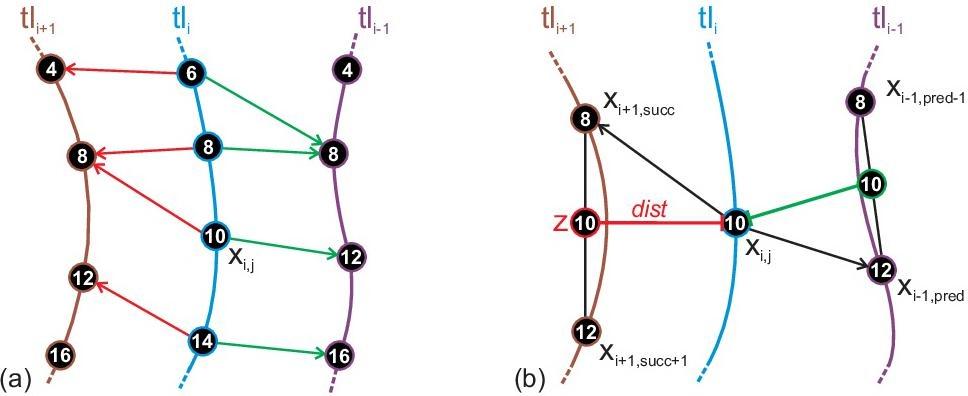 tl_{i+1} tl_i tl_{i-1}
4 6 4
8 8 8
10 x_{i,j} 12
12
14
16 16
(a)
tl_{i+1} tl_i tl_{i-1}
8 x_{i+1,succ} 8 x_{i-1,pred-1}
10
z 10 dist 10 x_{i,j}
12 x_{i-1,pred}
12 x_{i+1,succ+1}
(b)